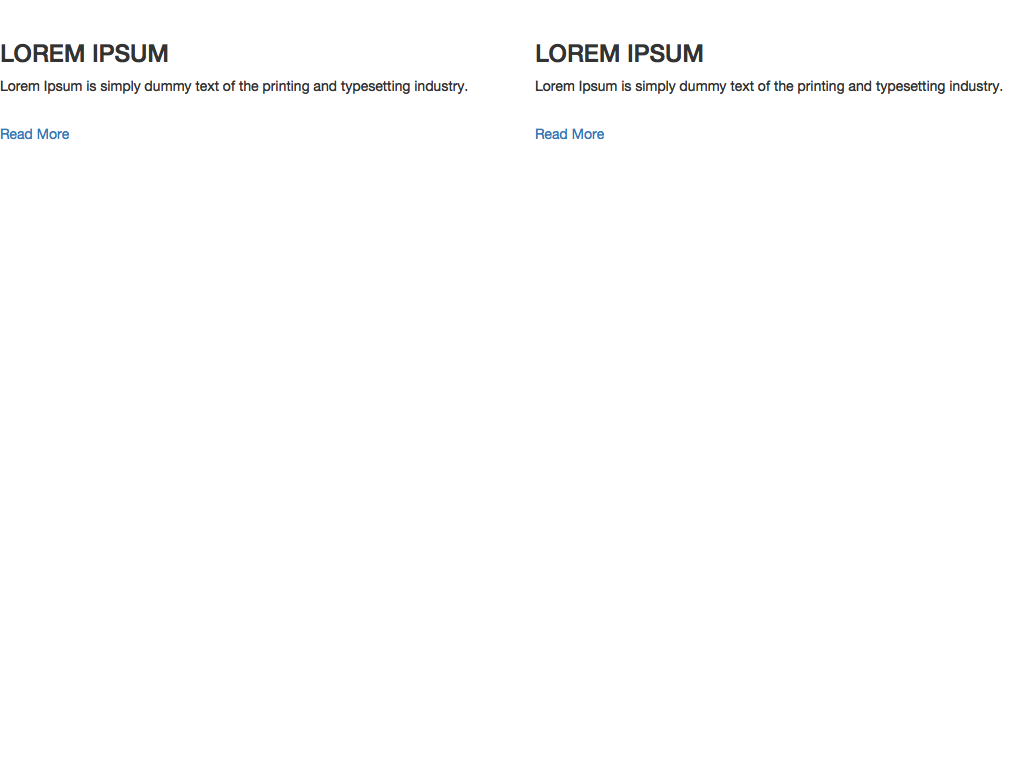 LOREM IPSUM
Lorem Ipsum is simply dummy text of the printing and typesetting industry.
Read More
LOREM IPSUM
Lorem Ipsum is simply dummy text of the printing and typesetting industry.
Read More